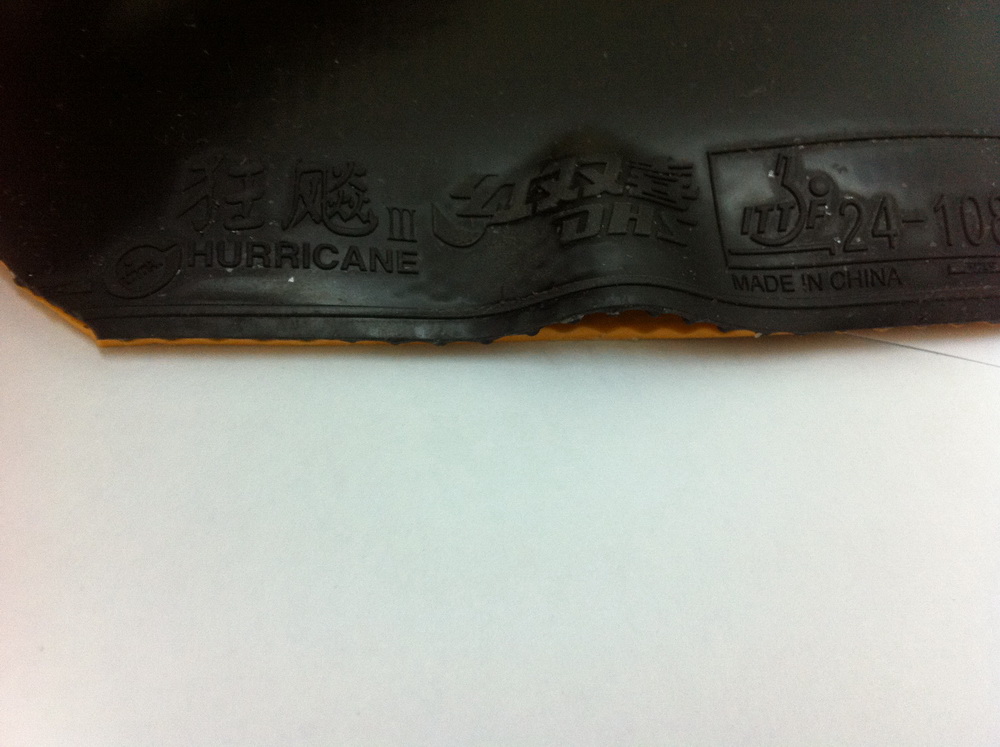 狂飚 III
HURRICANE
红双喜
DHS
ITTF 24-108
MADE IN CHINA